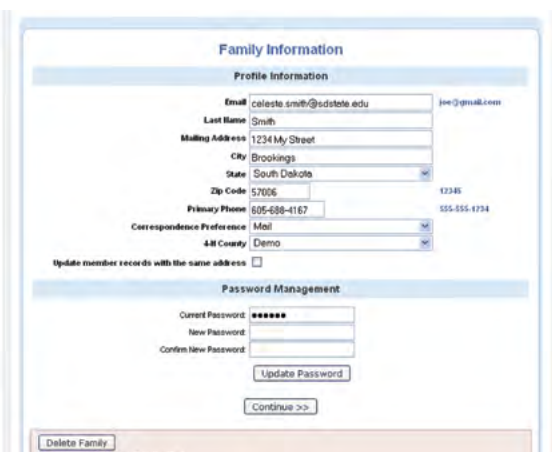 Family Information
Profile Information
Email celeste.smith@sdstate.edu joe@gmail.com
Last Name Smith
Mailing Address 1234 My Street
City Brookings
State South Dakota
Zip Code 57006 12345
Primary Phone 605-688-4167 555-555-1234
Correspondence Preference Mail
4-H County Demo
Update member records with the same address
Password Management
Current Password: ●●●●●●
New Password:
Confirm New Password:
Update Password
Continue >>
Delete Family